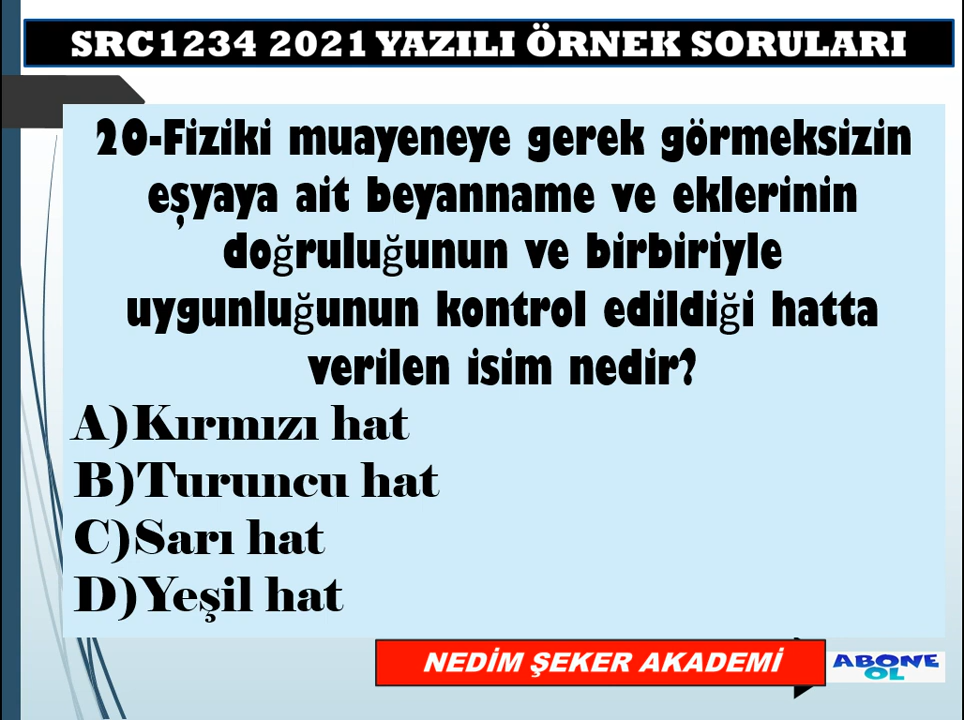 SRC1234 2021 YAZILI ÖRNEK SORULARI
20-Fiziki muayeneye gerek görmeksizin
eşyaya ait beyanname ve eklerinin
doğruluğunun ve birbiriyle
uygunluğunun kontrol edildiği hatta
verilen isim nedir?
A)Kırmızı hat
B)Turuncu hat
C)Sarı hat
D)Yeşil hat
NEDİM ŞEKER AKADEMİ
ABONE
OL